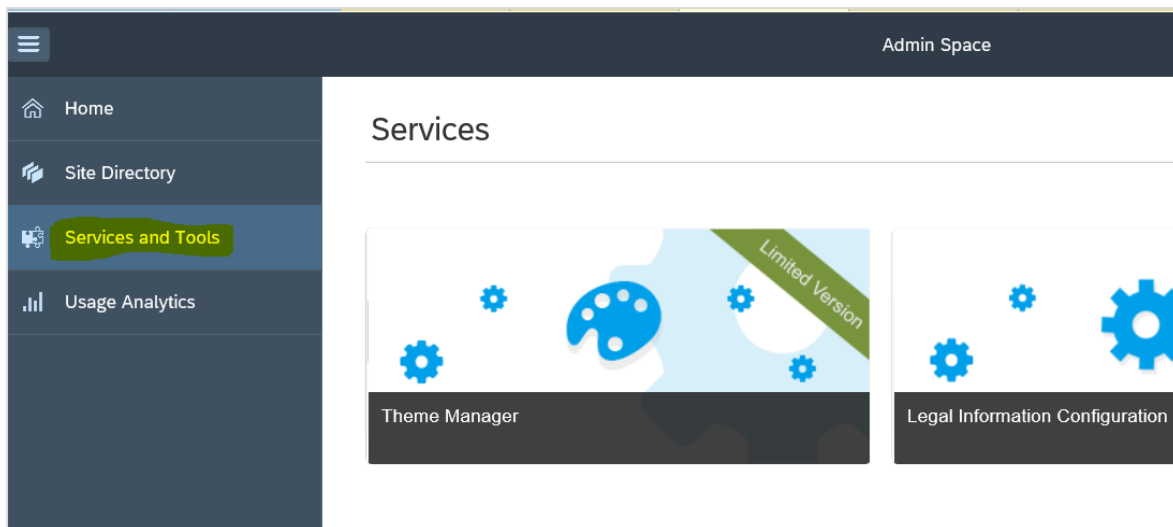 Admin Space
Home
Site Directory
Services and Tools
Usage Analytics
Services
Limited Version
Theme Manager
Legal Information Configuration